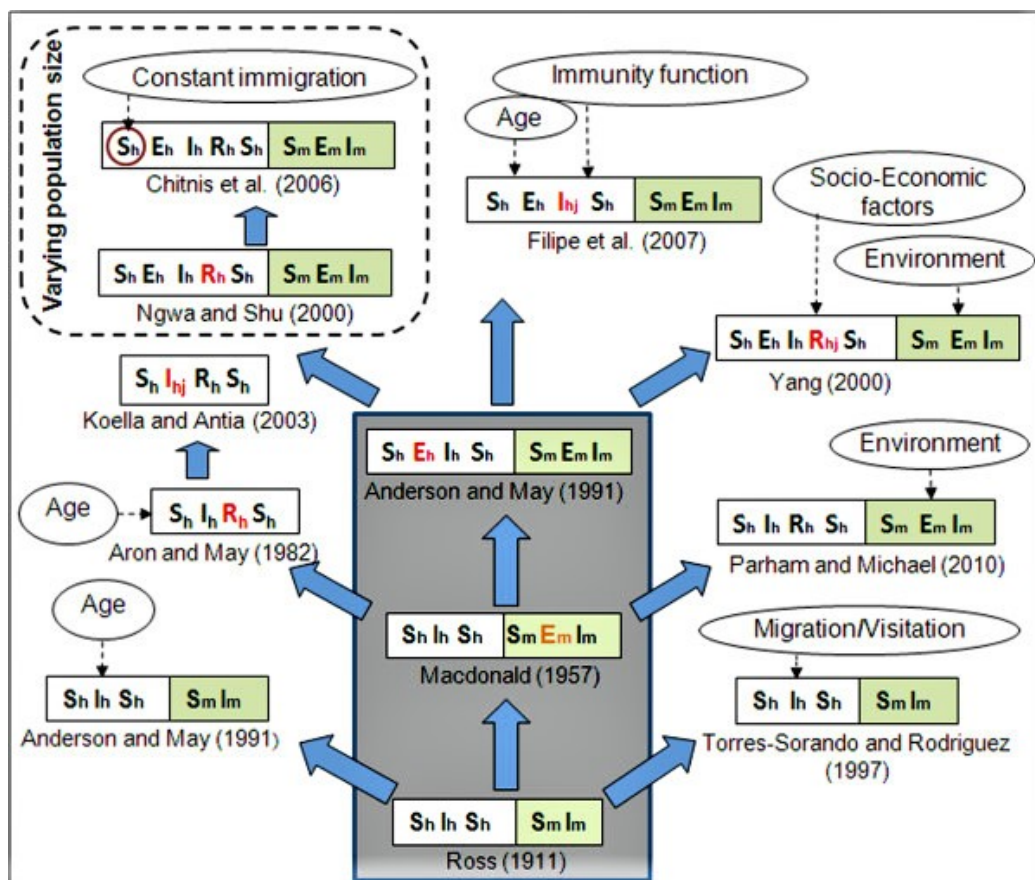 Varying population size
Constant immigration
Sh Eh Ih Rh Sh Sm Em Im
Chitnis et al. (2006)
Sh Eh Ih Rh Sh Sm Em Im
Ngwa and Shu (2000)
Immunity function
Age
Sh Eh Ihj Sh Sm Em Im
Filipe et al. (2007)
Socio-Economic
factors
Environment
Sh Eh Ih Rhj Sh Sm Em Im
Yang (2000)
Sh Ihj Rh Sh
Koella and Antia (2003)
Age
Sh Ih Rh Sh
Aron and May (1982)
Sh Eh Ih Sh Sm Em Im
Anderson and May (1991)
Environment
Sh Ih Rh Sh Sm Em Im
Parham and Michael (2010)
Age
Sh Ih Sh Sm Im
Anderson and May (1991)
Sh Ih Sh Sm Em Im
Macdonald (1957)
Migration/Visitation
Sh Ih Sh Sm Im
Torres-Sorando and Rodriguez
(1997)
Sh Ih Sh Sm Im
Ross (1911)